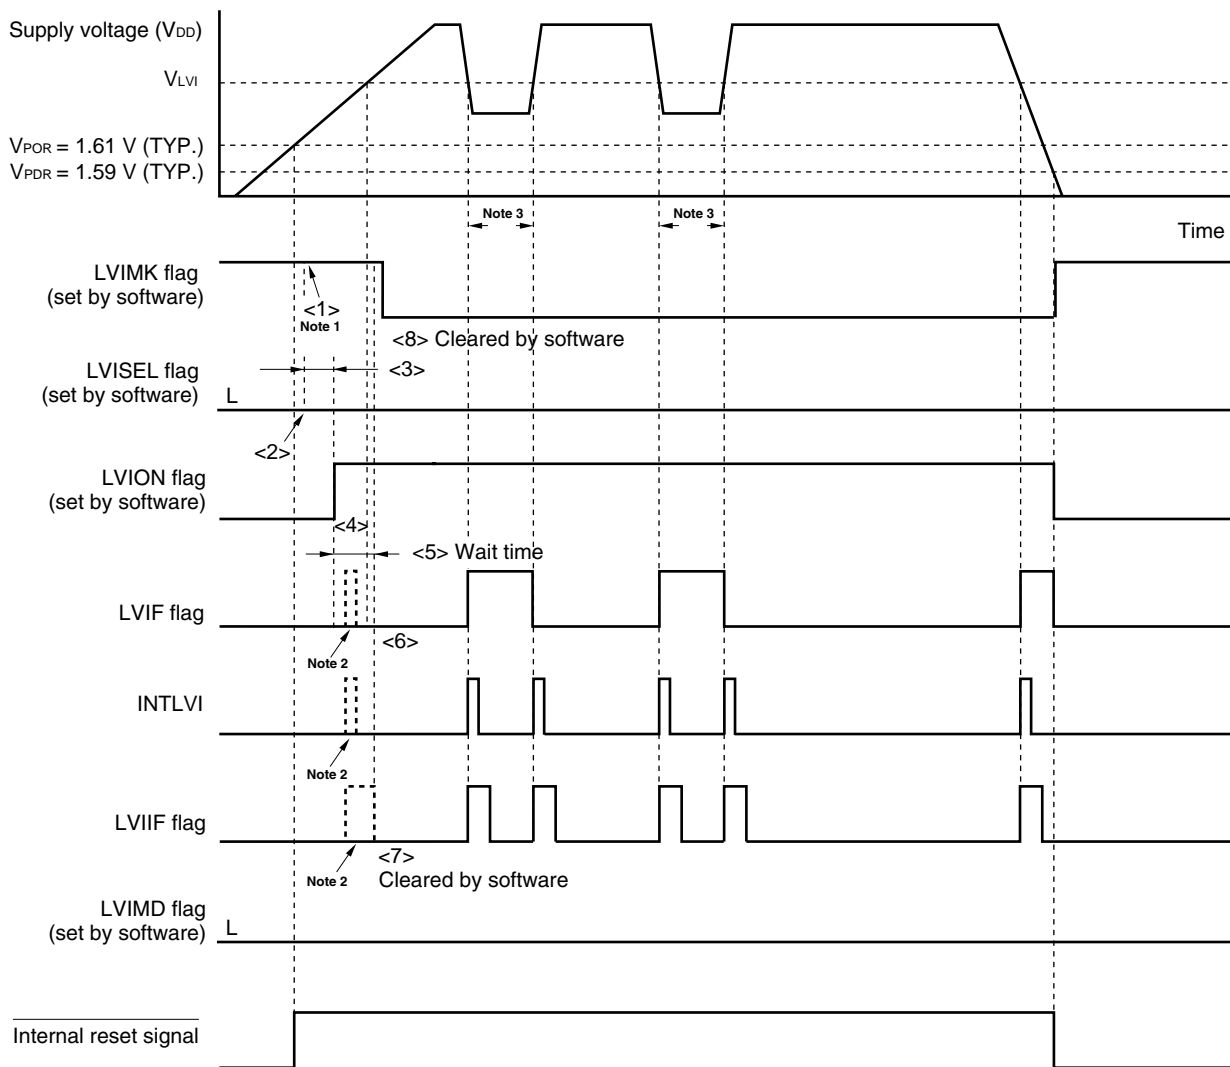 Supply voltage (VDD)
VLVI
VPOR = 1.61 V (TYP.)
VPDR = 1.59 V (TYP.)
Note 3
Note 3
Time
LVIMK flag
(set by software)
<1>
Note 1
<8> Cleared by software
LVISEL flag
(set by software)
L
<3>
<2>
LVION flag
(set by software)
<4>
<5> Wait time
LVIF flag
<6>
Note 2
INTLVI
Note 2
LVIIF flag
<7>
Cleared by software
Note 2
LVIMD flag
(set by software)
L
Internal reset signal